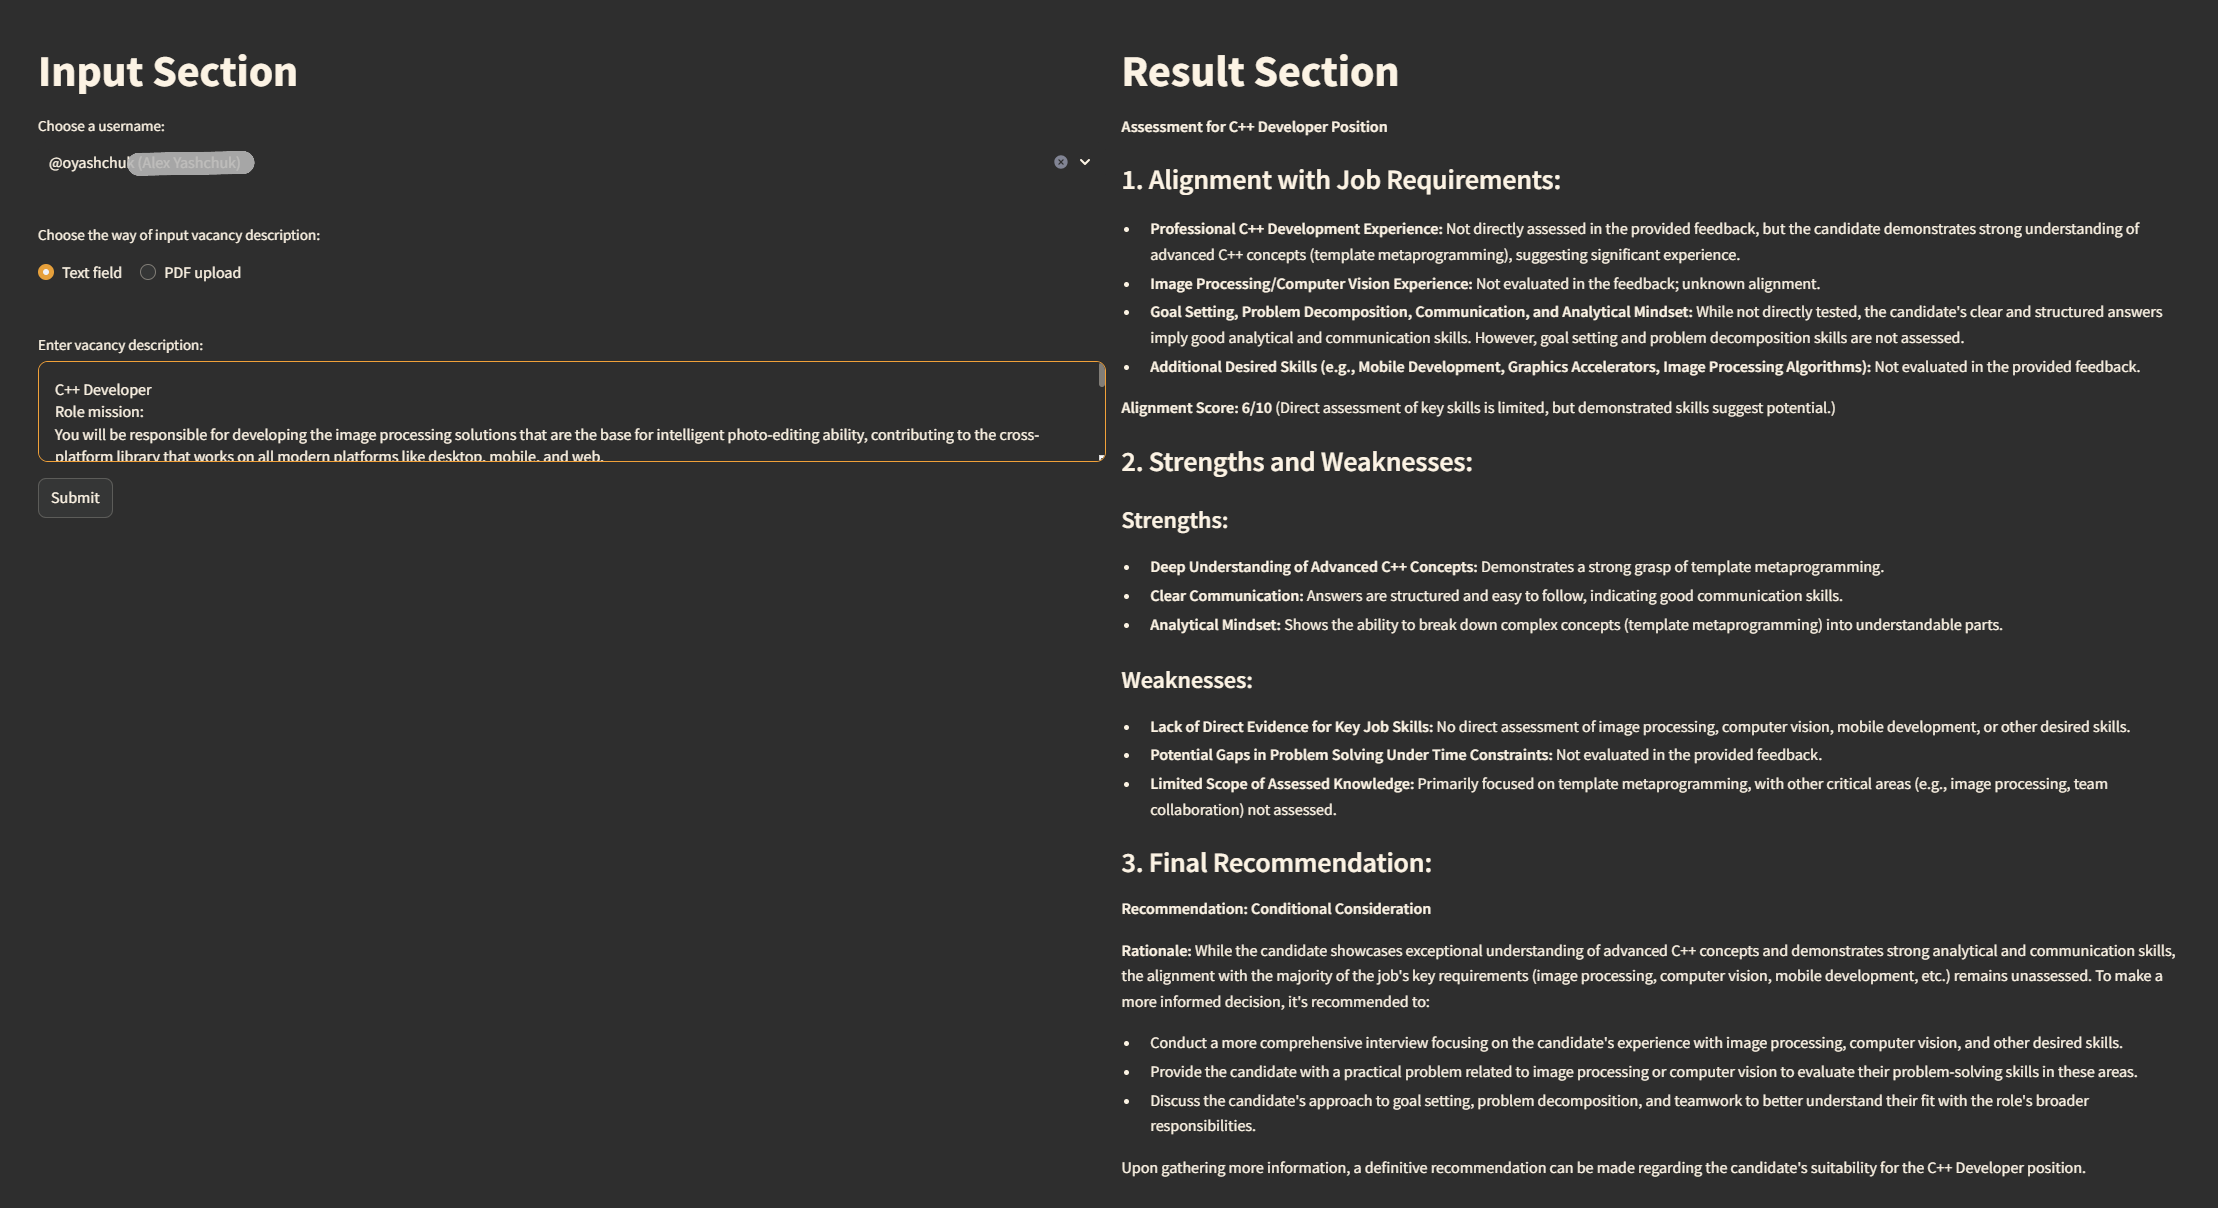 Input Section
Choose a username:
@oyashchuk (Alex Yashchuk)
Choose the way of input vacancy description:
Text field
PDF upload
Enter vacancy description:
C++ Developer
Role mission:
You will be responsible for developing the image processing solutions that are the base for intelligent photo-editing ability, contributing to the cross-
platform library that works on all modern platforms like desktop, mobile, and web.
Submit
Result Section
Assessment for C++ Developer Position
1. Alignment with Job Requirements:
• Professional C++ Development Experience: Not directly assessed in the provided feedback, but the candidate demonstrates strong understanding of
advanced C++ concepts (template metaprogramming), suggesting significant experience.
• Image Processing/Computer Vision Experience: Not evaluated in the feedback; unknown alignment.
• Goal Setting, Problem Decomposition, Communication, and Analytical Mindset: While not directly tested, the candidate's clear and structured answers
imply good analytical and communication skills. However, goal setting and problem decomposition skills are not assessed.
• Additional Desired Skills (e.g., Mobile Development, Graphics Accelerators, Image Processing Algorithms): Not evaluated in the provided feedback.
Alignment Score: 6/10 (Direct assessment of key skills is limited, but demonstrated skills suggest potential.)
2. Strengths and Weaknesses:
Strengths:
• Deep Understanding of Advanced C++ Concepts: Demonstrates a strong grasp of template metaprogramming.
• Clear Communication: Answers are structured and easy to follow, indicating good communication skills.
• Analytical Mindset: Shows the ability to break down complex concepts (template metaprogramming) into understandable parts.
Weaknesses:
• Lack of Direct Evidence for Key Job Skills: No direct assessment of image processing, computer vision, mobile development, or other desired skills.
• Potential Gaps in Problem Solving Under Time Constraints: Not evaluated in the provided feedback.
• Limited Scope of Assessed Knowledge: Primarily focused on template metaprogramming, with other critical areas (e.g., image processing, team
collaboration) not assessed.
3. Final Recommendation:
Recommendation: Conditional Consideration
Rationale: While the candidate showcases exceptional understanding of advanced C++ concepts and demonstrates strong analytical and communication skills,
the alignment with the majority of the job's key requirements (image processing, computer vision, mobile development, etc.) remains unassessed. To make a
more informed decision, it's recommended to:
• Conduct a more comprehensive interview focusing on the candidate's experience with image processing, computer vision, and other desired skills.
• Provide the candidate with a practical problem related to image processing or computer vision to evaluate their problem-solving skills in these areas.
• Discuss the candidate's approach to goal setting, problem decomposition, and teamwork to better understand their fit with the role's broader
responsibilities.
Upon gathering more information, a definitive recommendation can be made regarding the candidate's suitability for the C++ Developer position.